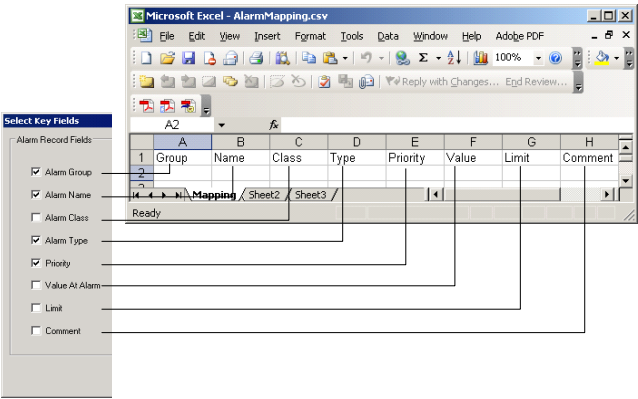 Microsoft Excel - AlarmMapping.csv
File Edit View Insert Format Tools Data Window Help Adobe PDF
100%
Reply with Changes... End Review...
A2 fx
A B C D E F G H
1 Group Name Class Type Priority Value Limit Comment
2
Mapping Sheet2 Sheet3
Ready
Select Key Fields
Alarm Record Fields
Alarm Group
Alarm Name
Alarm Class
Alarm Type
Priority
Value At Alarm
Limit
Comment